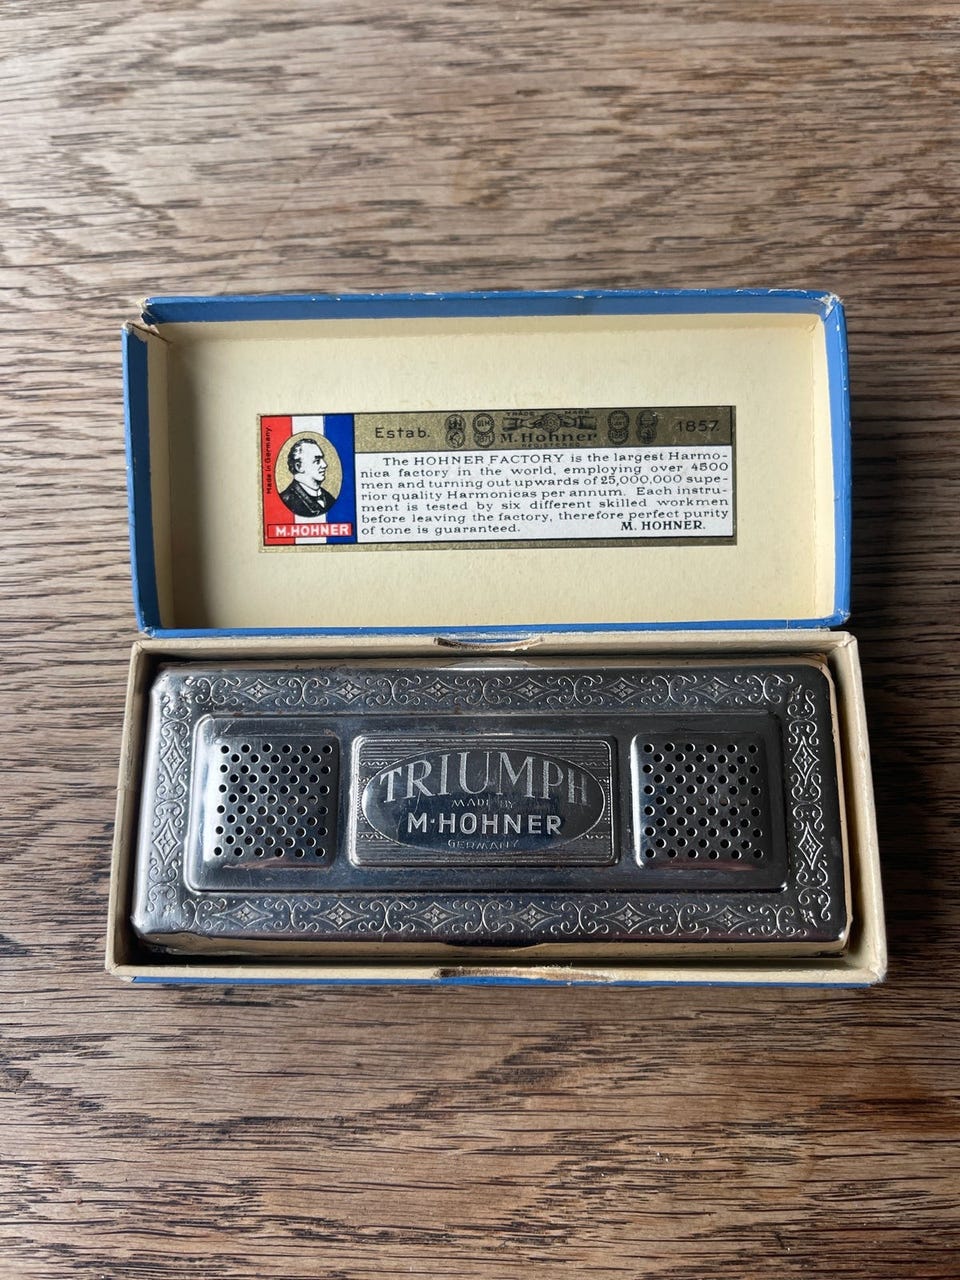 Made in Germany.
M.HOHNER
Estab.
TRADE MARK
M. Hohner
REGISTERED
1857.
The HOHNER FACTORY is the largest Harmo-
nica factory in the world, employing over 4500
men and turning out upwards of 25,000,000 supe-
rior quality Harmonicas per annum. Each instru-
ment is tested by six different skilled workmen
before leaving the factory, therefore perfect purity
of tone is guaranteed. M. HOHNER.
TRIUMPH
MADE BY
M·HOHNER
GERMANY